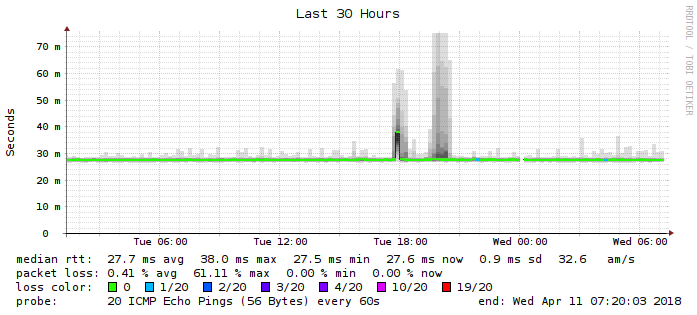 Last 30 Hours
RRDTOOL / TOBI OETIKER
Seconds
70 m
60 m
50 m
40 m
30 m
20 m
10 m
0
Tue 06:00 Tue 12:00 Tue 18:00 Wed 00:00 Wed 06:00
median rtt: 27.7 ms avg 38.0 ms max 27.5 ms min 27.6 ms now 0.9 ms sd 32.6 am/s
packet loss: 0.41 % avg 61.11 % max 0.00 % min 0.00 % now
loss color: 0 1/20 2/20 3/20 4/20 10/20 19/20
probe: 20 ICMP Echo Pings (56 Bytes) every 60s end: Wed Apr 11 07:20:03 2018